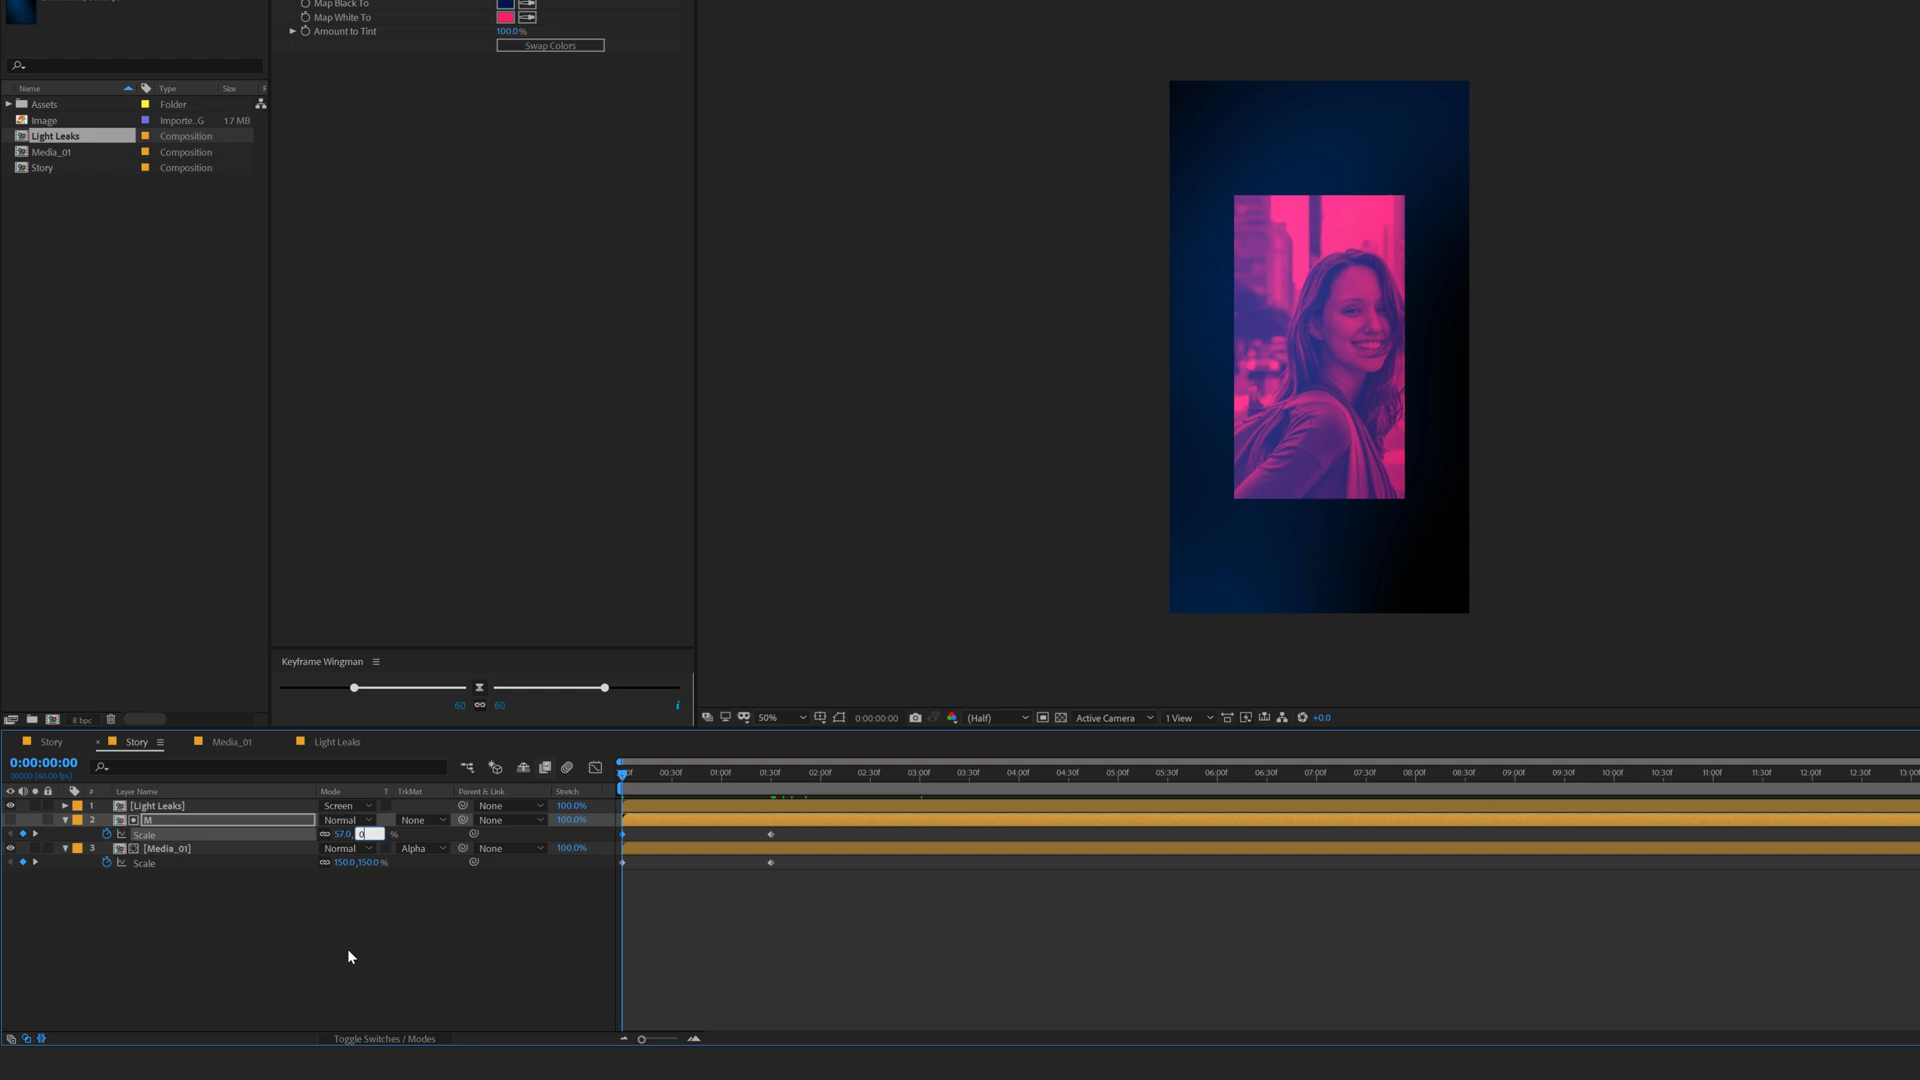 Map Black To
Map White To
Amount to Tint 100.0 %
Swap Colors
Name Type Size F
Assets Folder
Image Importe..G 1.7 MB
Light Leaks Composition
Media_01 Composition
Story Composition
Keyframe Wingman
60 60 i
8 bpc
50% 0:00:00:00 (Half) Active Camera 1 View +0.0
Story × Story Media_01 Light Leaks
0:00:00:00
00000 (60.00 fps)
00:30f 01:00f 01:30f 02:00f 02:30f 03:00f 03:30f 04:00f 04:30f 05:00f 05:30f 06:00f 06:30f 07:00f 07:30f 08:00f 08:30f 09:00f 09:30f 10:00f 10:30f 11:00f 11:30f 12:00f 12:30f 13:00f
# Layer Name Mode T TrkMat Parent & Link Stretch
1 [Light Leaks] Screen None 100.0%
2 M Normal None None 100.0%
Scale 57.0, 0 %
3 [Media_01] Normal Alpha None 100.0%
Scale 150.0,150.0 %
Toggle Switches / Modes